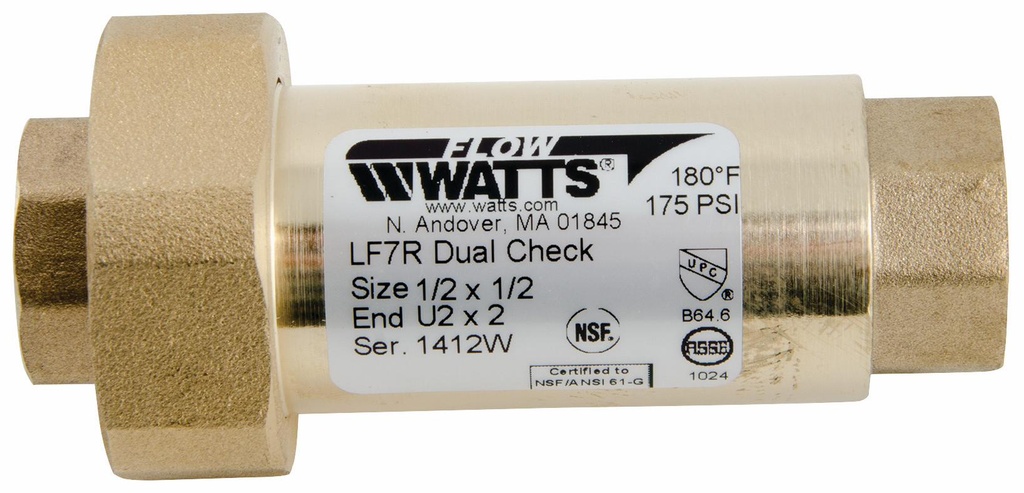 FLOW
WATTS®
www.watts.com
N. Andover, MA 01845
180°F
175 PSI
LF7R Dual Check
Size 1/2 x 1/2
End U2 x 2
Ser. 1412W
NSF.
Certified to
NSF/ANSI 61-G
UPC
®
B64.6
ASSE
1024